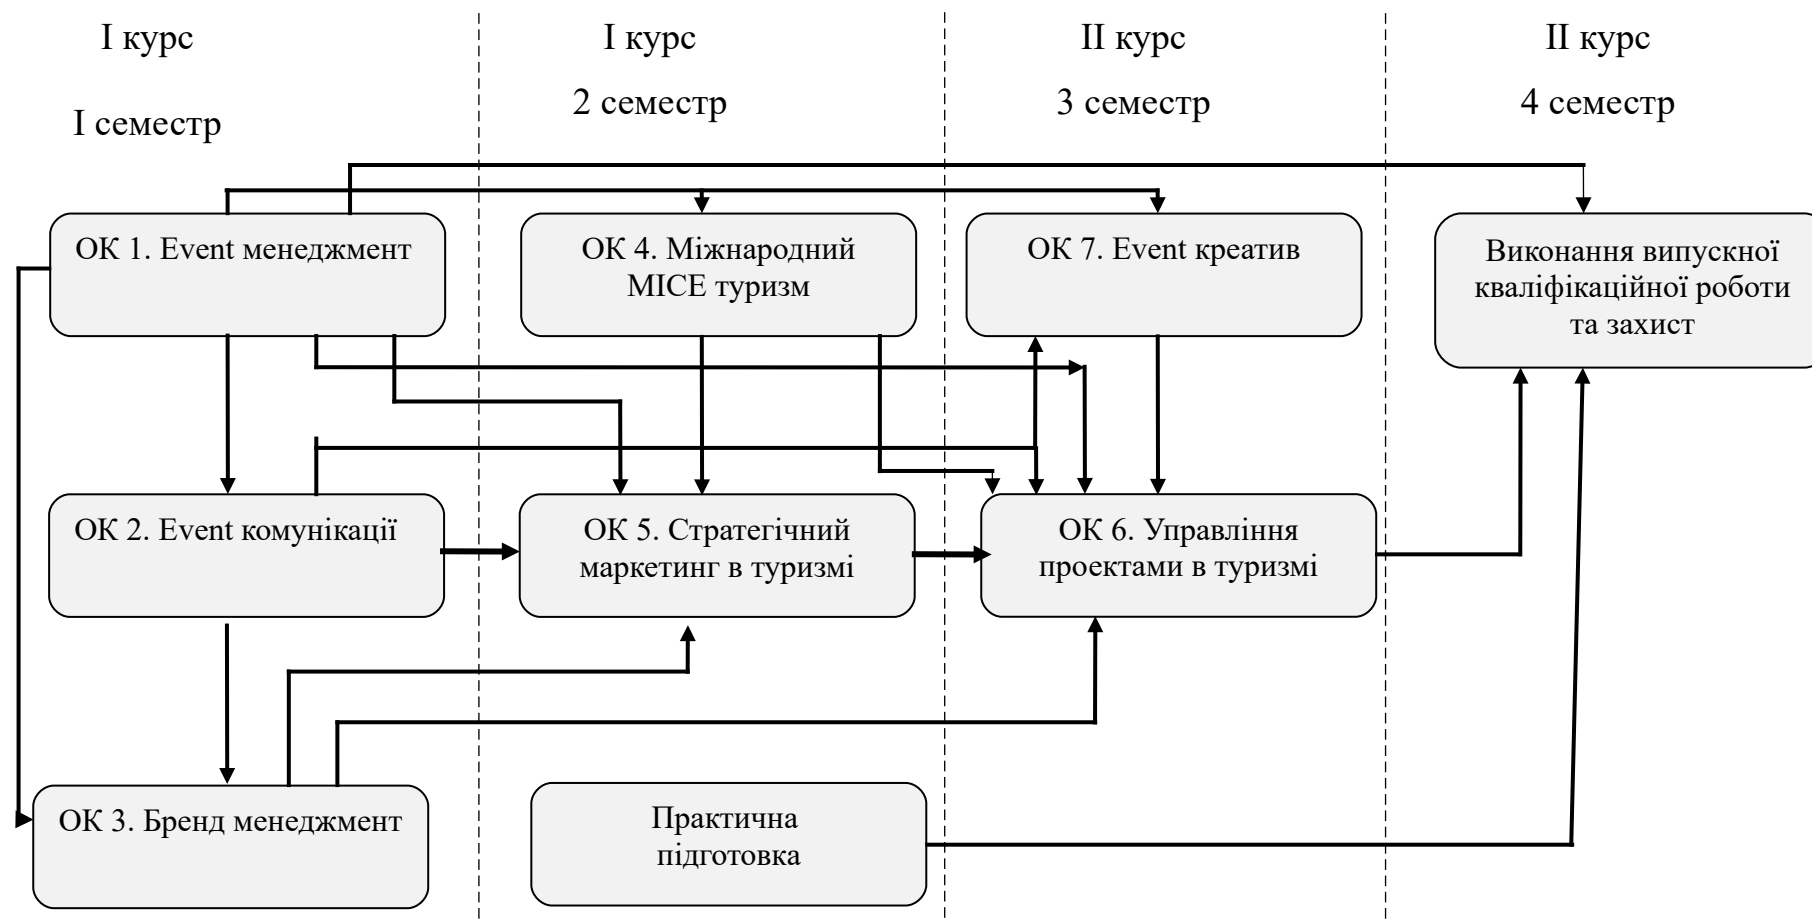 I курс
I семестр
I курс
2 семестр
II курс
3 семестр
II курс
4 семестр
ОК 1. Event менеджмент
ОК 4. Міжнародний
MICE туризм
ОК 7. Event креатив
Виконання випускної
кваліфікаційної роботи
та захист
ОК 2. Event комунікації
ОК 5. Стратегічний
маркетинг в туризмі
ОК 6. Управління
проектами в туризмі
ОК 3. Бренд менеджмент
Практична
підготовка